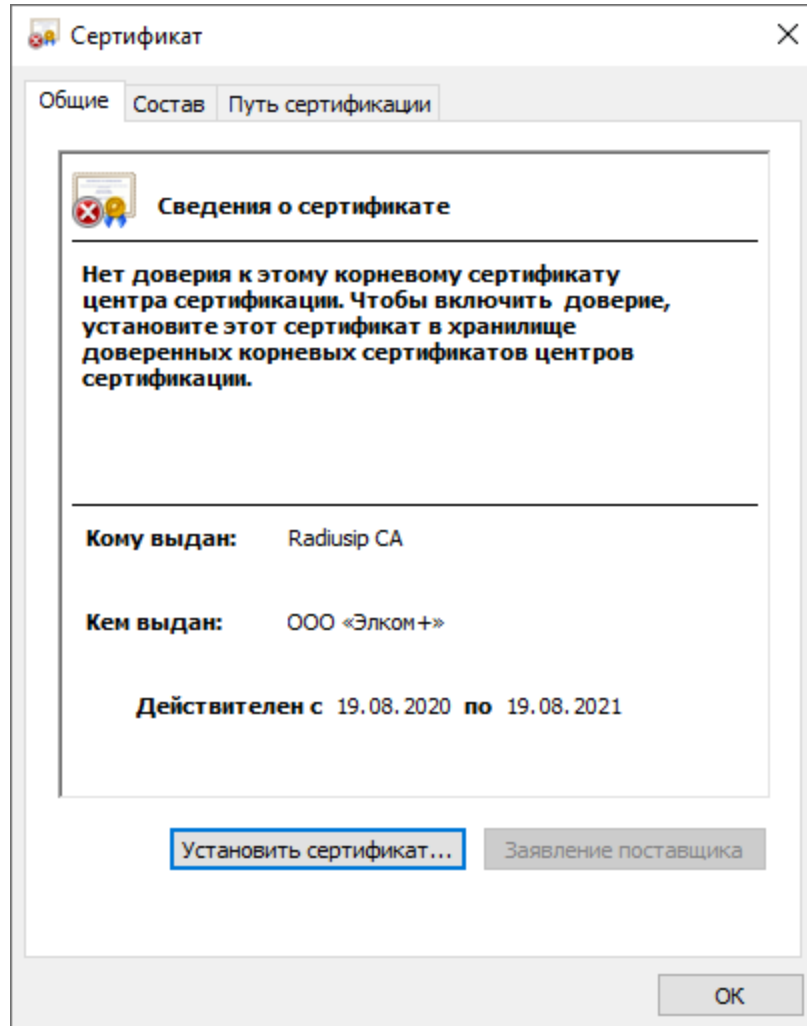 Сертификат
Общие Состав Путь сертификации
Сведения о сертификате
Нет доверия к этому корневому сертификату
центра сертификации. Чтобы включить доверие,
установите этот сертификат в хранилище
доверенных корневых сертификатов центров
сертификации.
Кому выдан: Radiusip CA
Кем выдан: ООО «Элком+»
Действителен с 19.08.2020 по 19.08.2021
Установить сертификат... Заявление поставщика
ОК